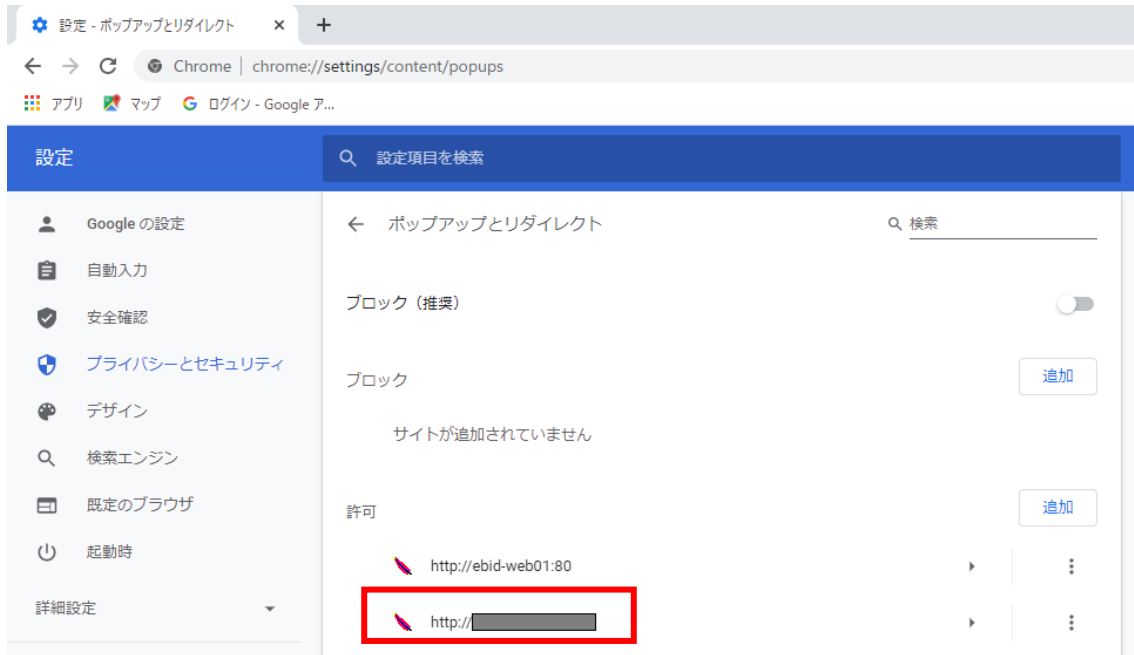 設定 - ポップアップとリダイレクト
Chrome | chrome://settings/content/popups
アプリ マップ ログイン - Google ア...
設定
設定項目を検索
Google の設定
自動入力
安全確認
プライバシーとセキュリティ
デザイン
検索エンジン
既定のブラウザ
起動時
詳細設定
ポップアップとリダイレクト
検索
ブロック（推奨）
ブロック
追加
サイトが追加されていません
許可
追加
http://ebid-web01:80
http://